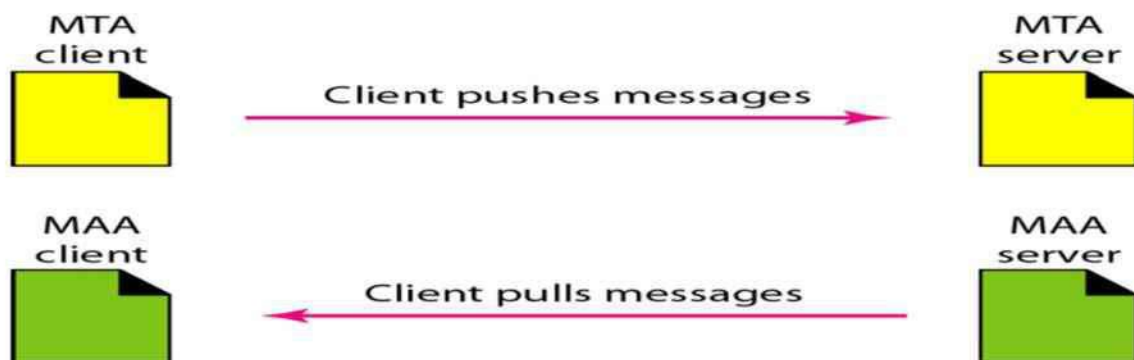 MTA
client
MTA
server
Client pushes messages
MAA
client
MAA
server
Client pulls messages